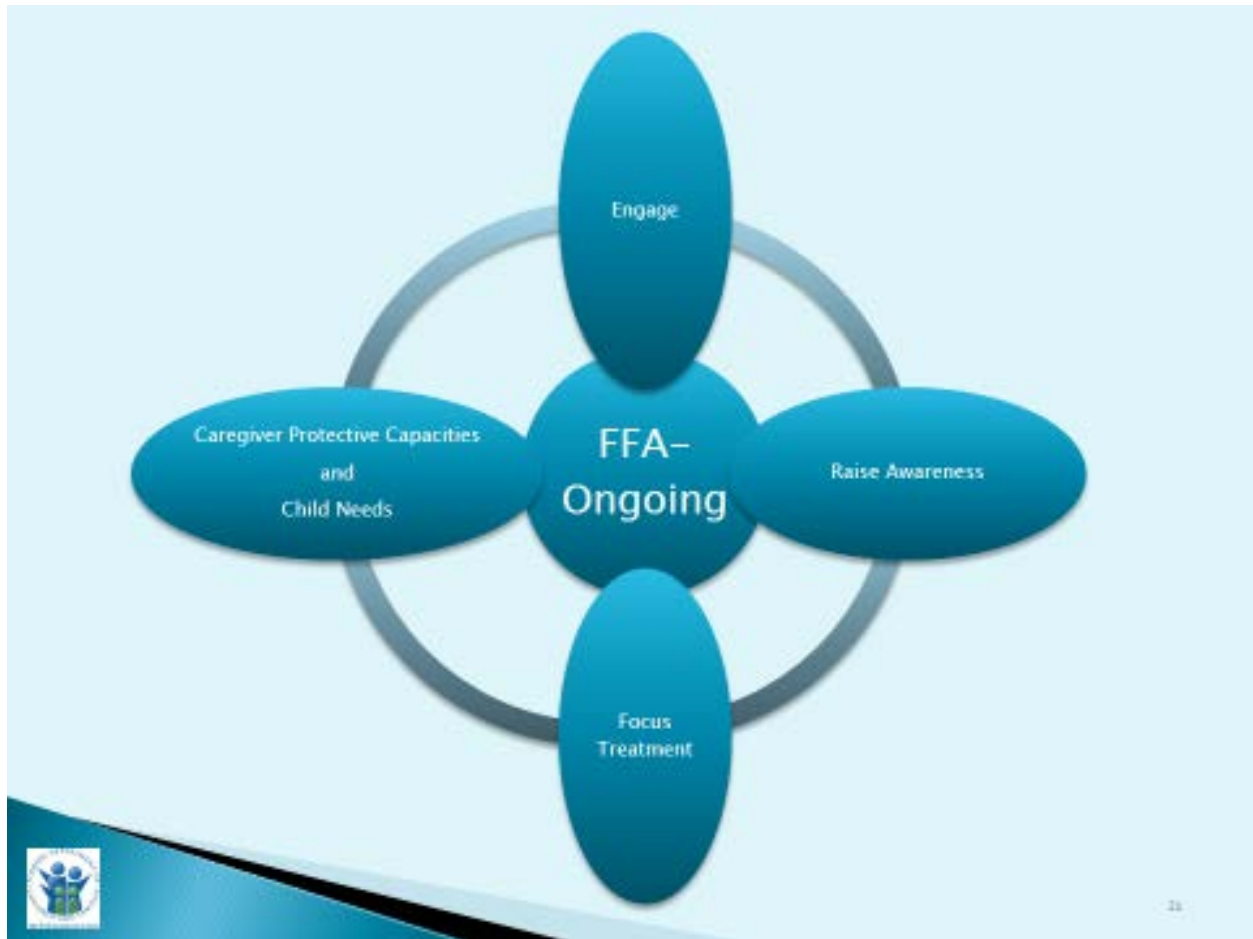 Engage
Caregiver Protective Capacities
and
Child Needs
FFA–
Ongoing
Raise Awareness
Focus
Treatment